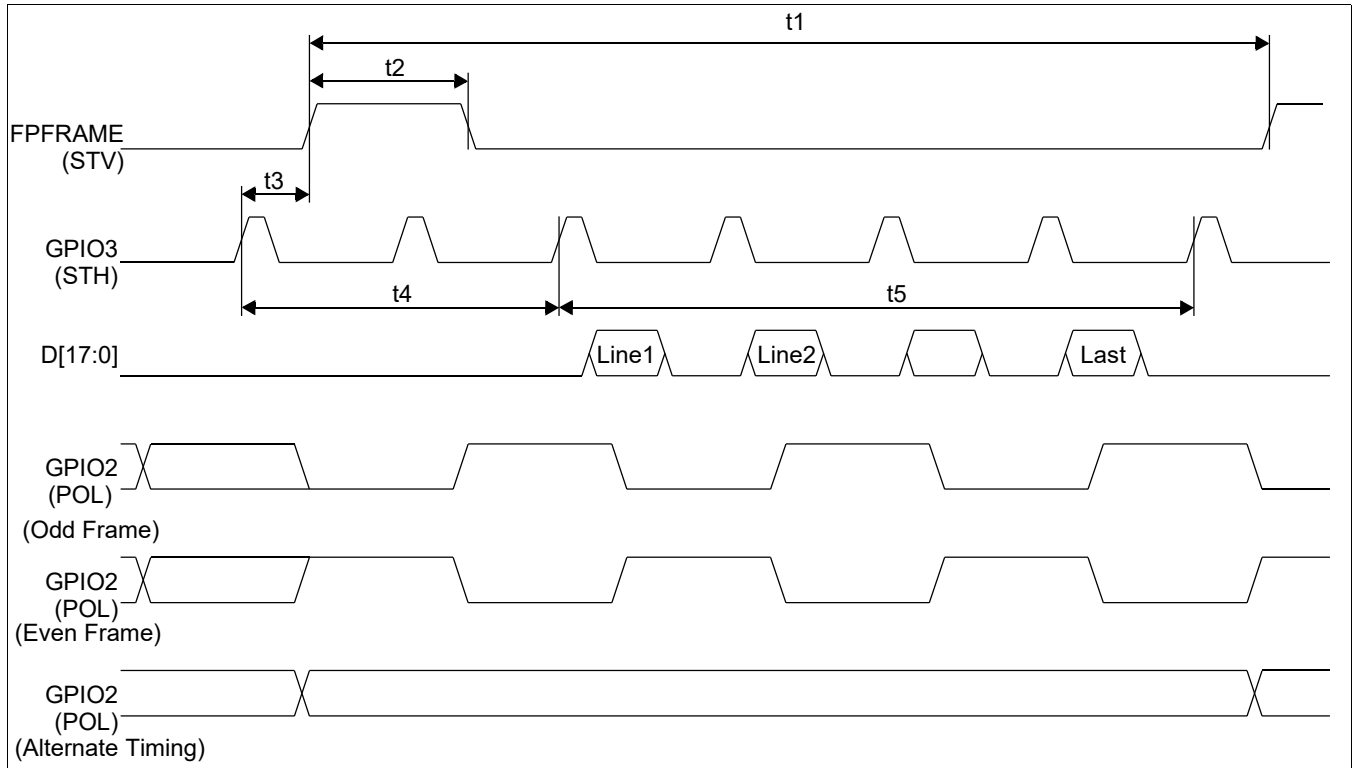 t1
t2
FPFRAME
(STV)
t3
GPIO3
(STH)
t4
t5
D[17:0]
Line1
Line2
Last
GPIO2
(POL)
(Odd Frame)
GPIO2
(POL)
(Even Frame)
GPIO2
(POL)
(Alternate Timing)